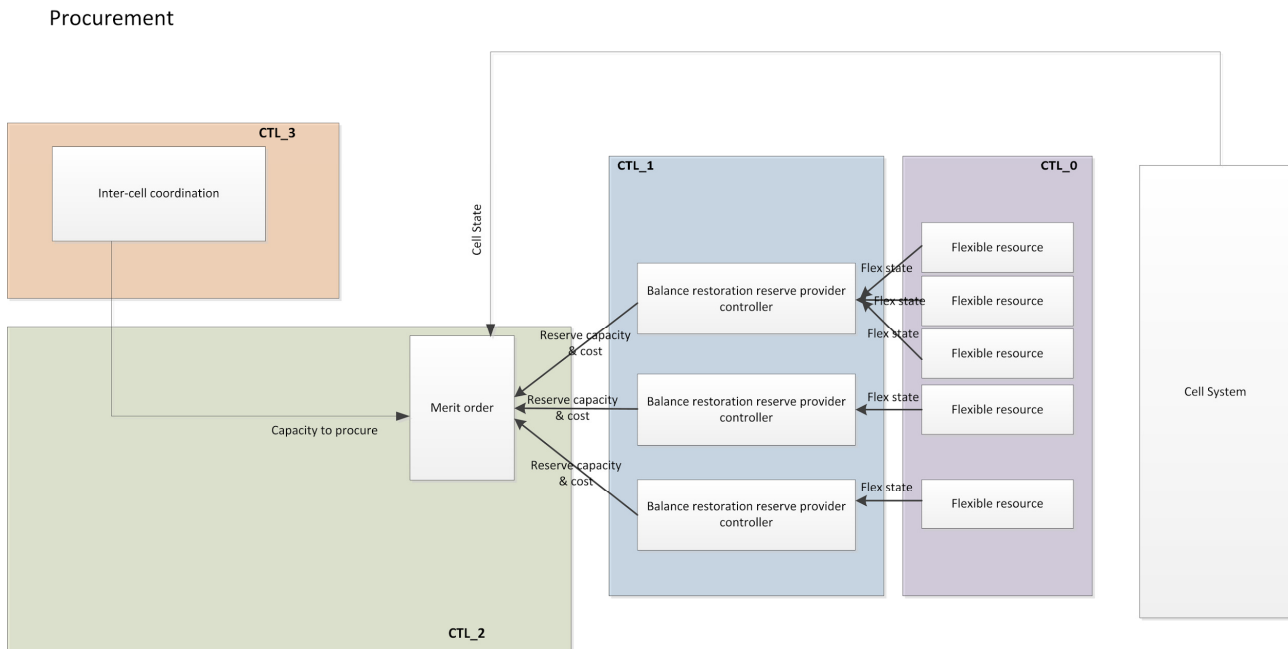 Procurement
CTL_3
Inter-cell coordination
Cell State
CTL_1
CTL_0
Flexible resource
Flex state
Balance restoration reserve provider
controller
Flexible resource
Flex state
Flexible resource
Flex state
Reserve capacity
& cost
Merit order
Capacity to procure
Reserve capacity
& cost
Balance restoration reserve provider
controller
Flex state
Flexible resource
Cell System
Reserve capacity
& cost
Balance restoration reserve provider
controller
Flex state
Flexible resource
CTL_2